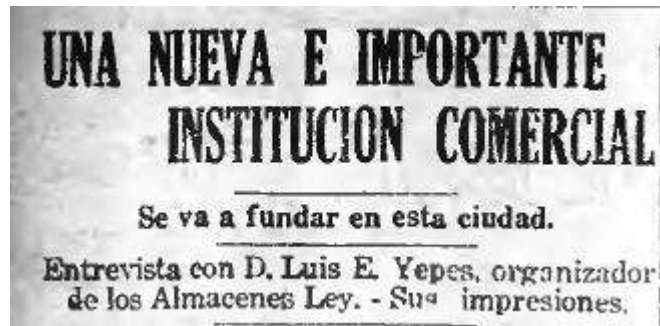 UNA NUEVA E IMPORTANTE
INSTITUCION COMERCIAL
Se va a fundar en esta ciudad.
Entrevista con D. Luis E. Yepes, organizador
de los Almacenes Ley. - Sus impresiones.